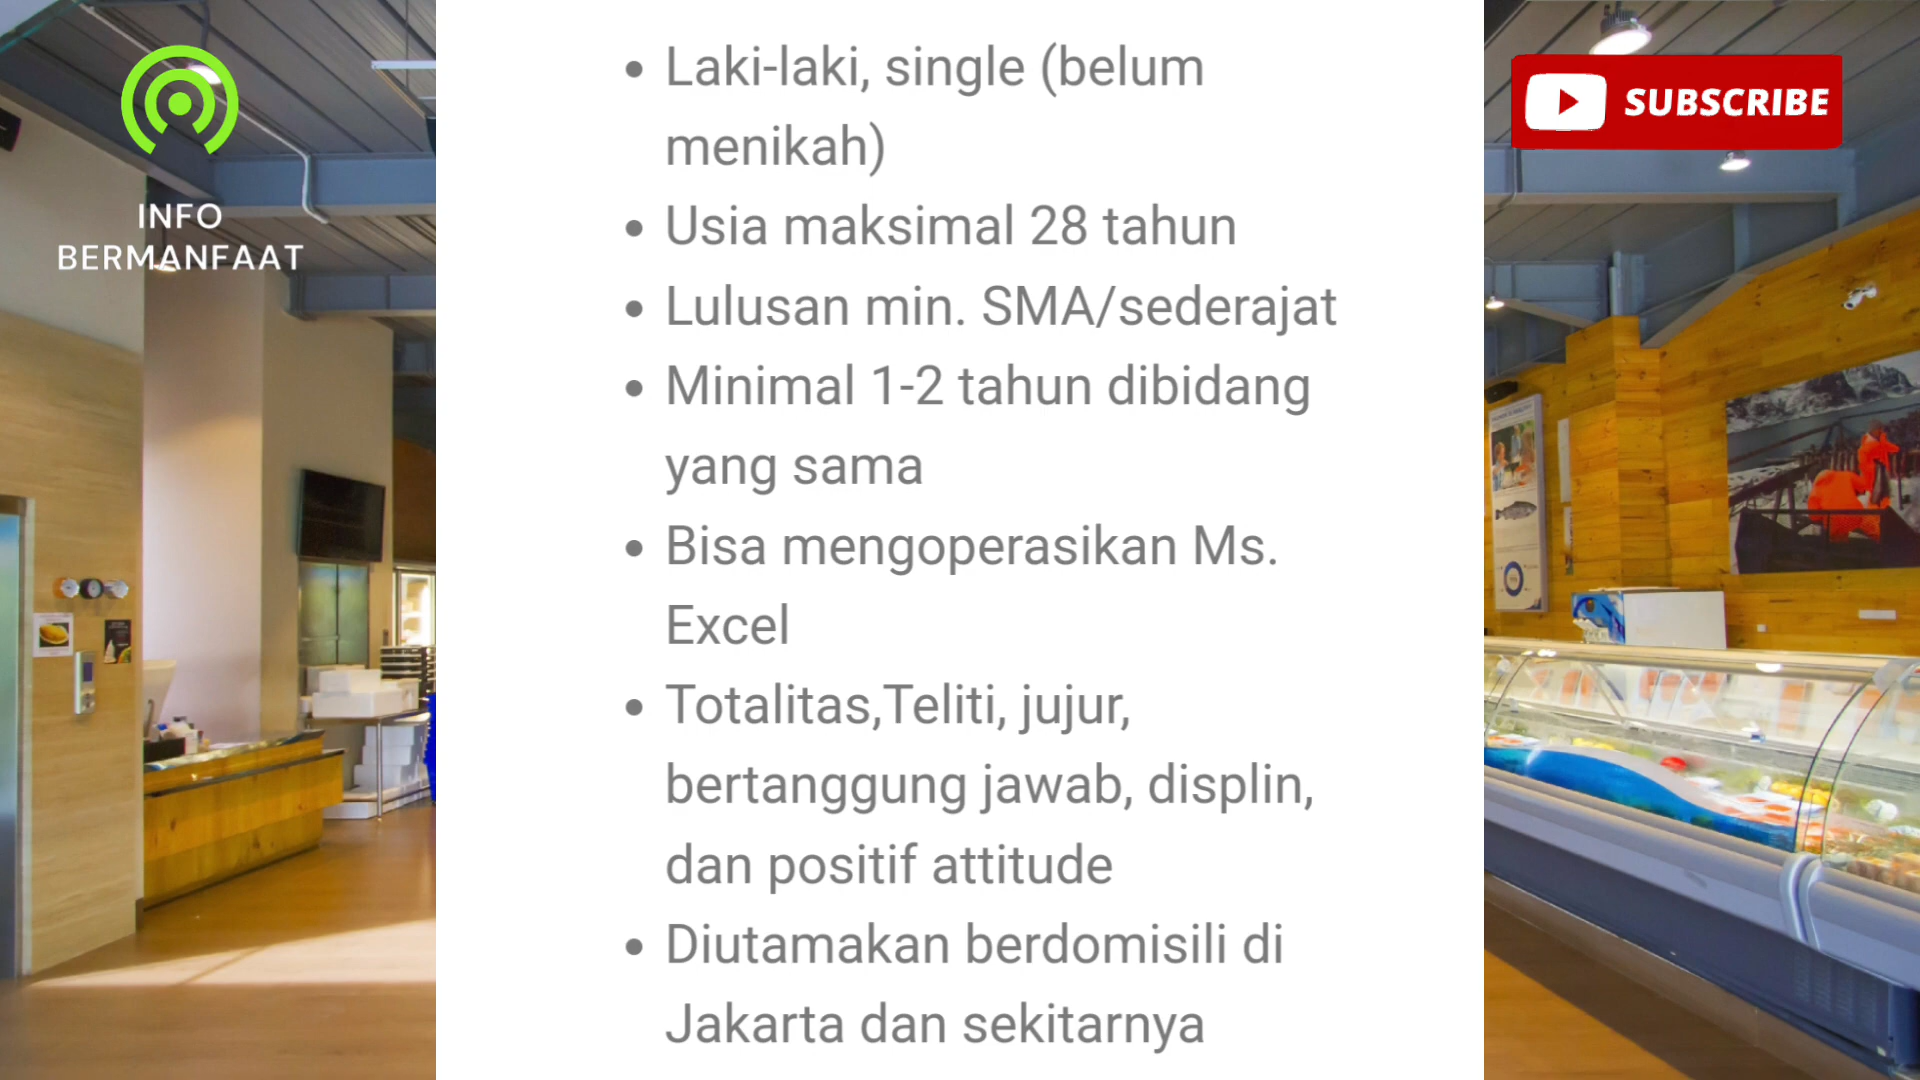 INFO
BERMANFAAT
SUBSCRIBE
Laki-laki, single (belum
menikah)
Usia maksimal 28 tahun
Lulusan min. SMA/sederajat
Minimal 1-2 tahun dibidang
yang sama
Bisa mengoperasikan Ms.
Excel
Totalitas,Teliti, jujur,
bertanggung jawab, displin,
dan positif attitude
Diutamakan berdomisili di
Jakarta dan sekitarnya